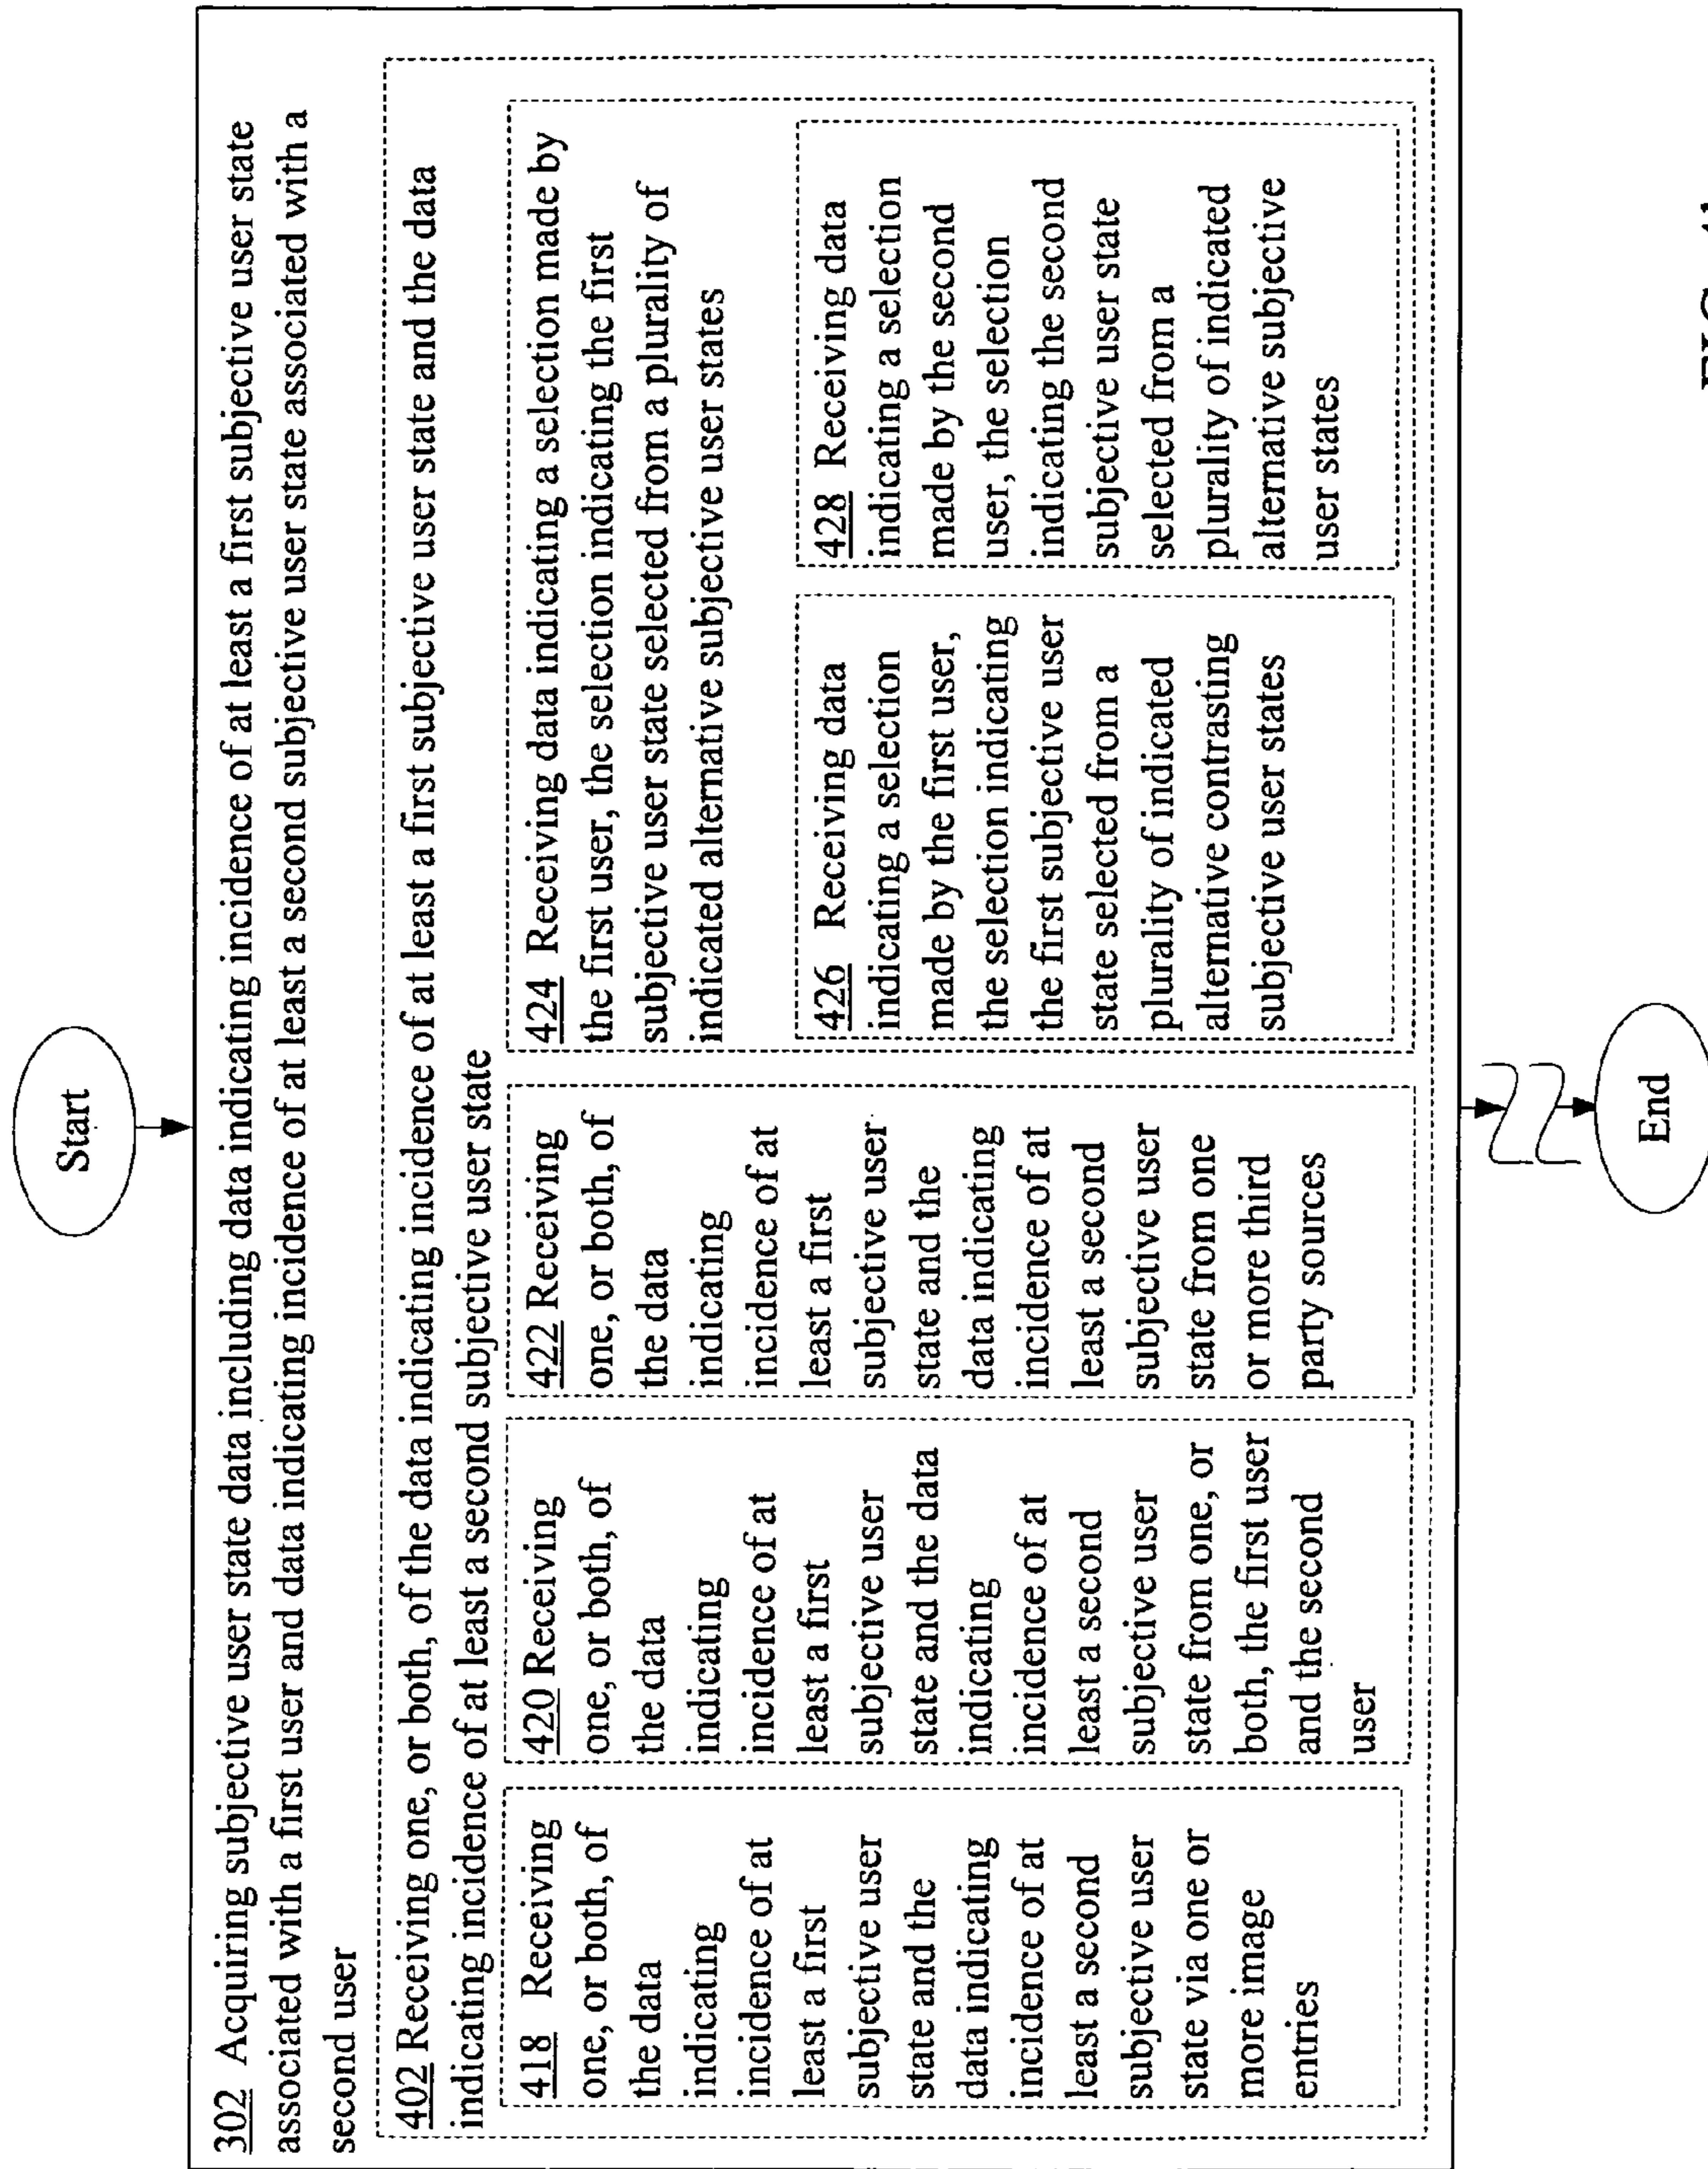 Start
302 Acquiring subjective user state data including data indicating incidence of at least a first subjective user state
associated with a first user and data indicating incidence of at least a second subjective user state associated with a
second user
402 Receiving one, or both, of the data indicating incidence of at least a first subjective user state and the data
indicating incidence of at least a second subjective user state
418 Receiving
one, or both, of
the data
indicating
incidence of at
least a first
subjective user
state and the
data indicating
incidence of at
least a second
subjective user
state via one or
more image
entries
420 Receiving
one, or both, of
the data
indicating
incidence of at
least a first
subjective user
state and the data
indicating
incidence of at
least a second
subjective user
state from one, or
both, the first user
and the second
user
422 Receiving
one, or both, of
the data
indicating
incidence of at
least a first
subjective user
state and the
data indicating
incidence of at
least a second
subjective user
state from one
or more third
party sources
424 Receiving data indicating a selection made by
the first user, the selection indicating the first
subjective user state selected from a plurality of
indicated alternative subjective user states
426 Receiving data
indicating a selection
made by the first user,
the selection indicating
the first subjective user
state selected from a
plurality of indicated
alternative contrasting
subjective user states
428 Receiving data
indicating a selection
made by the second
user, the selection
indicating the second
subjective user state
selected from a
plurality of indicated
alternative subjective
user states
End